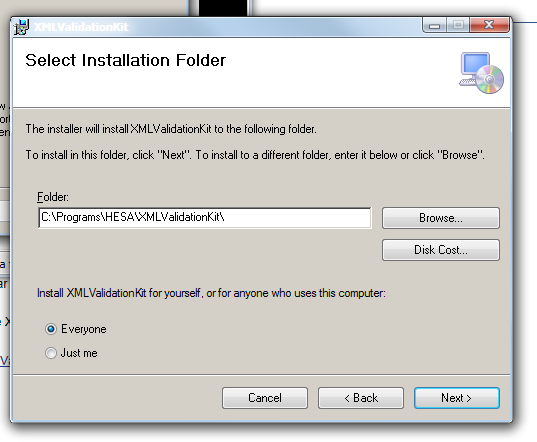 XMLValidationKit
Select Installation Folder
The installer will install XMLValidationKit to the following folder.
To install in this folder, click "Next". To install to a different folder, enter it below or click "Browse".
Folder:
C:\Programs\HESA\XMLValidationKit\
Browse...
Disk Cost...
Install XMLValidationKit for yourself, or for anyone who uses this computer:
Everyone
Just me
Cancel
< Back
Next >